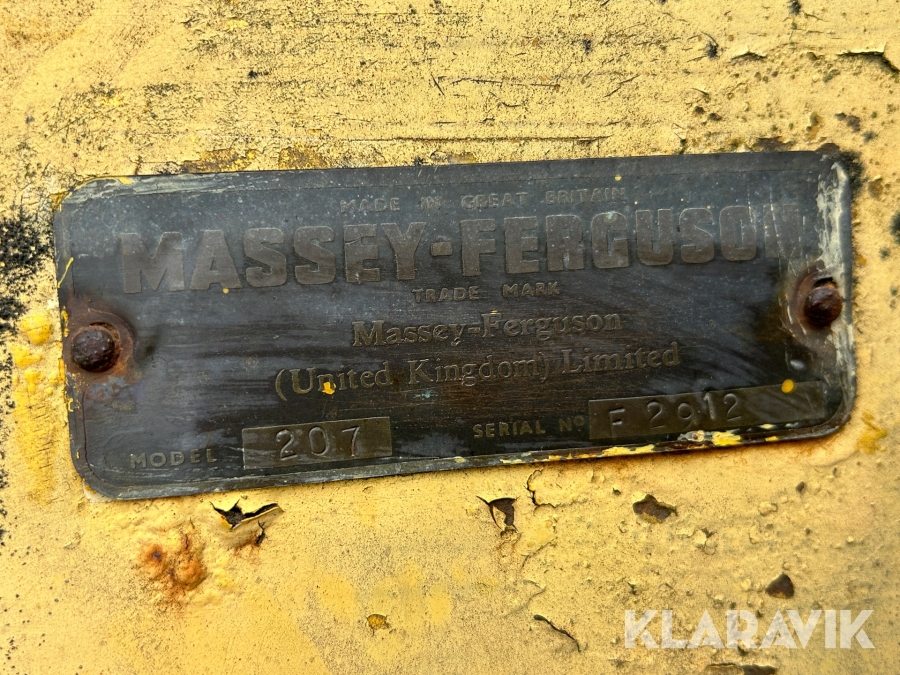 MADE IN GREAT BRITAIN
MASSEY-FERGUSON
TRADE MARK
Massey-Ferguson
(United Kingdom) Limited
MODEL 207 SERIAL Nº F 2912
KLARAVIK